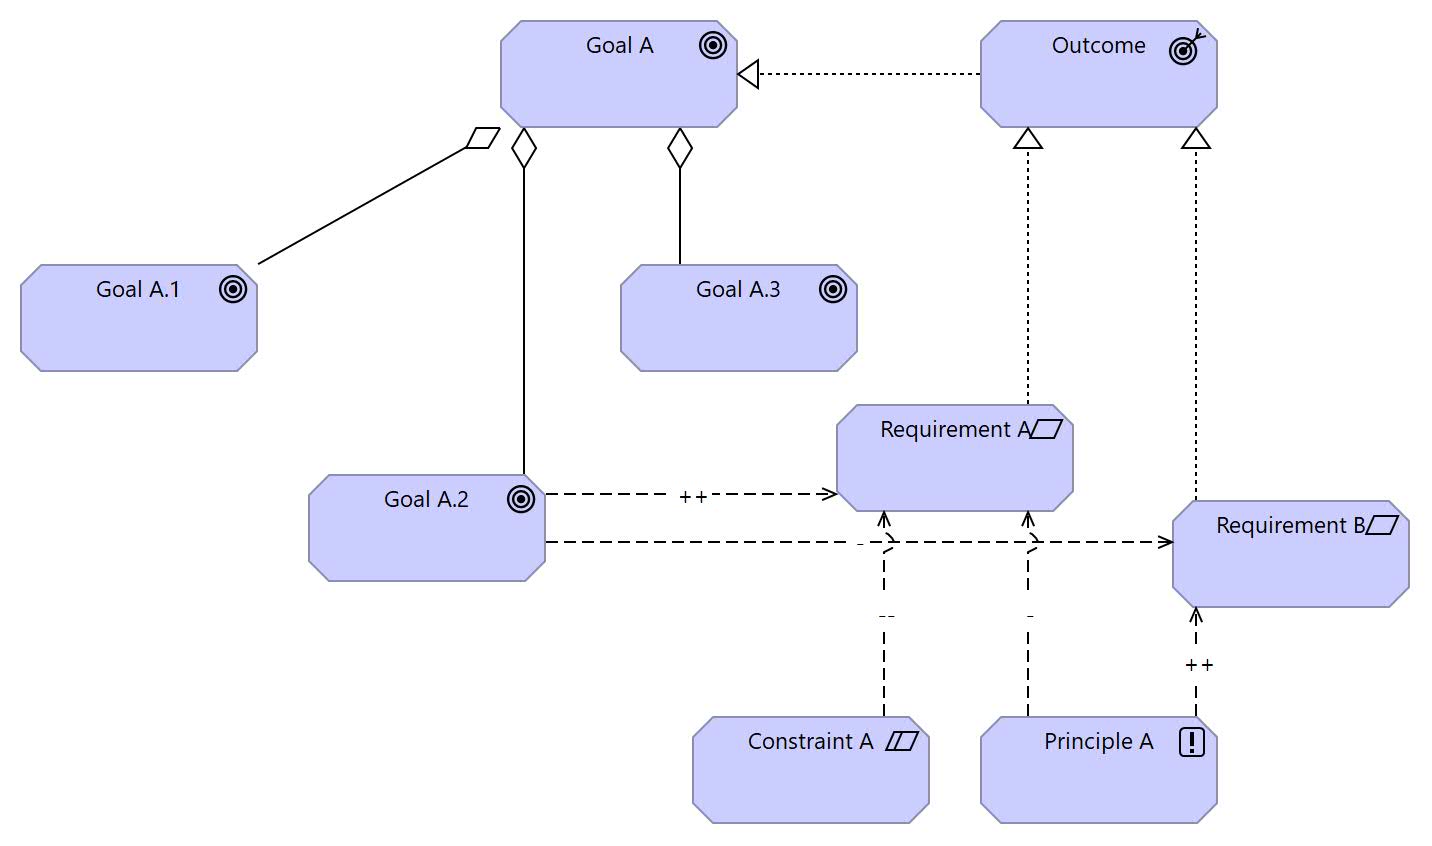 Goal A
Outcome
Goal A.1
Goal A.3
Requirement A
Goal A.2
++
Requirement B
-
--
-
++
Constraint A
Principle A